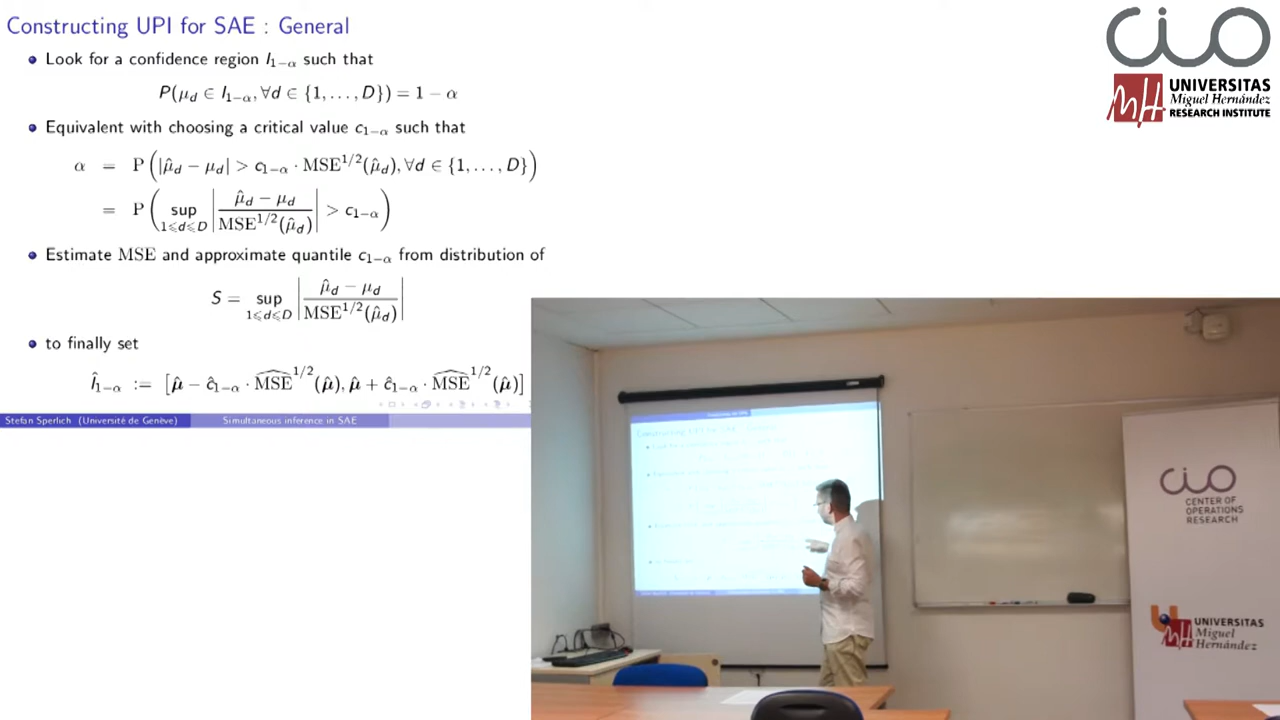 Constructing UPI for SAE : General
Look for a confidence region I_{1−α} such that
P(μ_d ∈ I_{1−α}, ∀d ∈ {1, . . . , D}) = 1 − α
Equivalent with choosing a critical value c_{1−α} such that
α = P(|μ̂_d − μ_d| > c_{1−α} · MSE^{1/2}(μ̂_d), ∀d ∈ {1, . . . , D})
= P( sup_{1⩽d⩽D} | (μ̂_d − μ_d) / MSE^{1/2}(μ̂_d) | > c_{1−α} )
Estimate MSE and approximate quantile c_{1−α} from distribution of
S = sup_{1⩽d⩽D} | (μ̂_d − μ_d) / MSE^{1/2}(μ̂_d) |
to finally set
Î_{1−α} := [μ̂ − ĉ_{1−α} · \widehat{MSE}^{1/2}(μ̂), μ̂ + ĉ_{1−α} · \widehat{MSE}^{1/2}(μ̂)]
Stefan Sperlich (Université de Genève) Simultaneous inference in SAE
CIO
MH
UNIVERSITAS
Miguel Hernández
RESEARCH INSTITUTE
CIO
CENTER OF
OPERATIONS
RESEARCH
MH
UNIVERSITAS
Miguel
Hernández